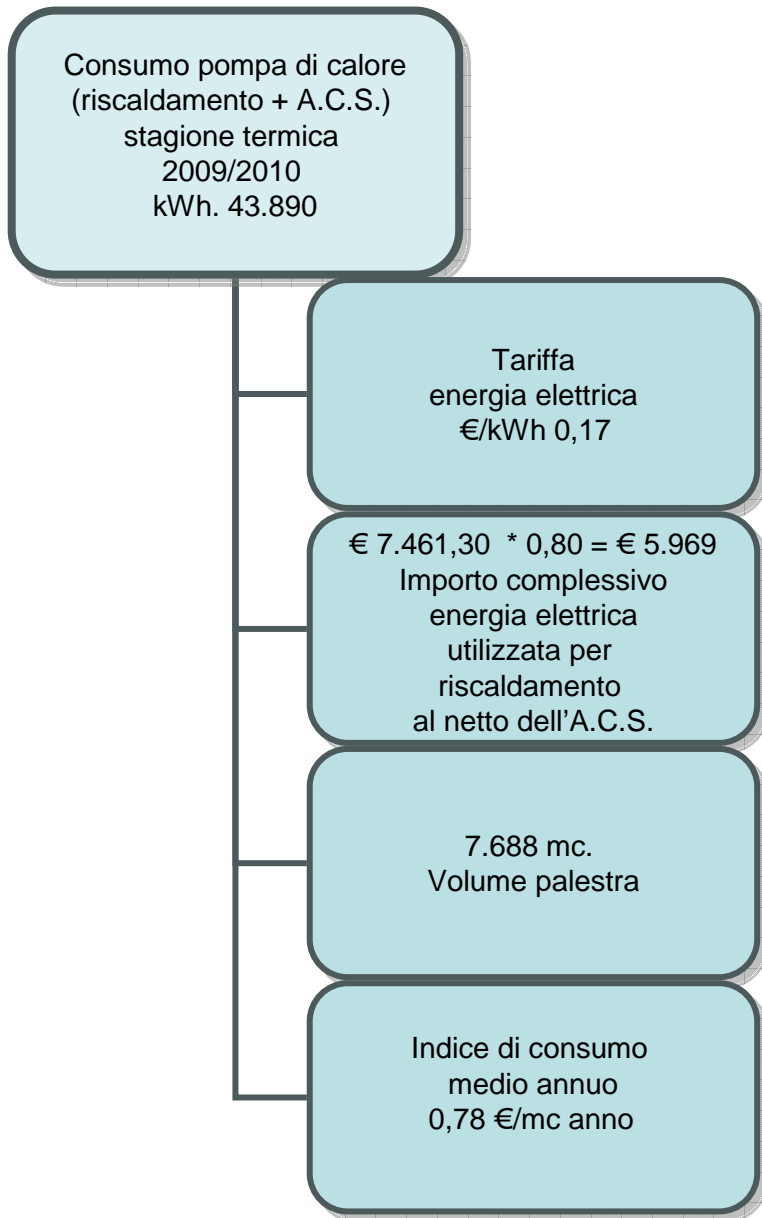 Consumo pompa di calore
(riscaldamento + A.C.S.)
stagione termica
2009/2010
kWh. 43.890
Tariffa
energia elettrica
€/kWh 0,17
€ 7.461,30 * 0,80 = € 5.969
Importo complessivo
energia elettrica
utilizzata per
riscaldamento
al netto dell'A.C.S.
7.688 mc.
Volume palestra
Indice di consumo
medio annuo
0,78 €/mc anno